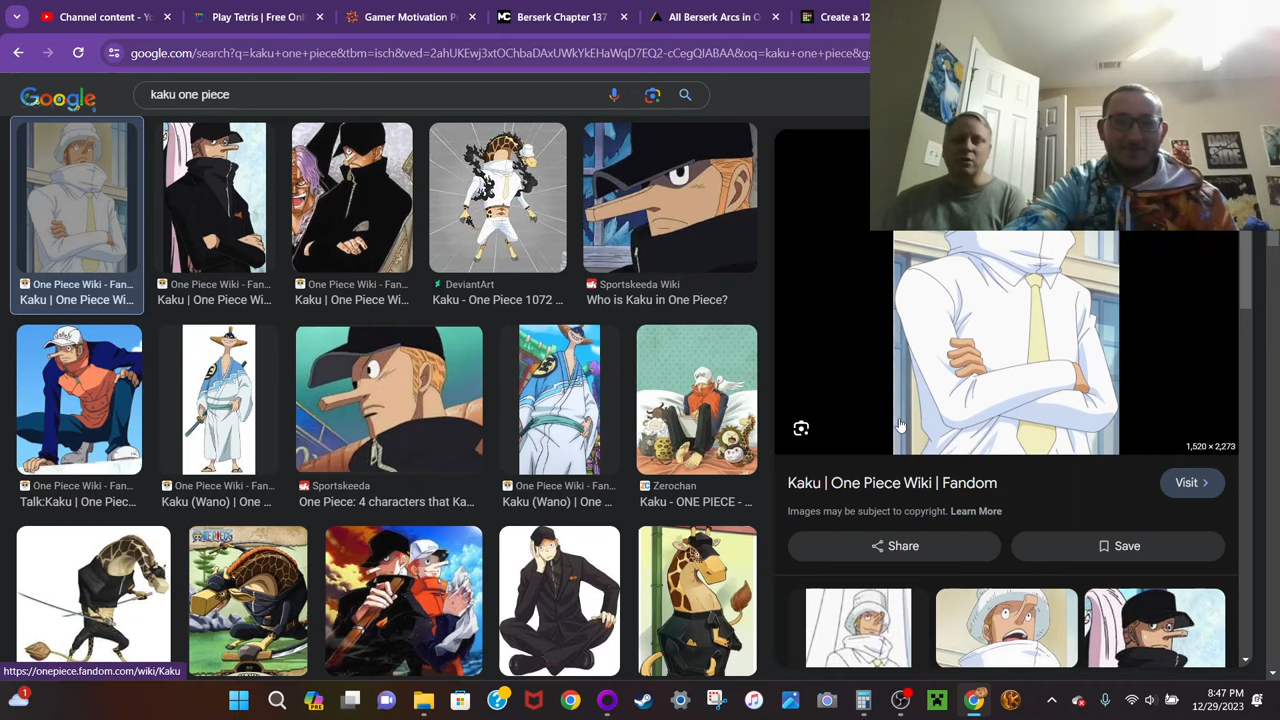 Channel content - Yo
Play Tetris | Free Onl
Gamer Motivation Pr
Berserk Chapter 137
All Berserk Arcs in O
Create a 12
google.com/search?q=kaku+one+piece&tbm=isch&ved=2ahUKEwj3xtOChbaDAxUWkYkEHaWqD7EQ2-cCegQIABAA&oq=kaku+one+piece&gs
Google
kaku one piece
DARK
SIDE
One Piece Wiki - Fan...
Kaku | One Piece Wi...
One Piece Wiki - Fan...
Kaku | One Piece Wi...
One Piece Wiki - Fan...
Kaku | One Piece Wi...
DeviantArt
Kaku - One Piece 1072 ...
Sportskeeda Wiki
Who is Kaku in One Piece?
One Piece Wiki - Fan...
Talk:Kaku | One Piec...
One Piece Wiki - Fan...
Kaku (Wano) | One ...
Sportskeeda
One Piece: 4 characters that Ka...
One Piece Wiki - Fan...
Kaku (Wano) | One ...
Zerochan
Kaku - ONE PIECE - ...
1,520 × 2,273
Kaku | One Piece Wiki | Fandom
Visit
Images may be subject to copyright. Learn More
Share
Save
ONE PIECE
https://onepiece.fandom.com/wiki/Kaku
1
PRE
8:47 PM
12/29/2023